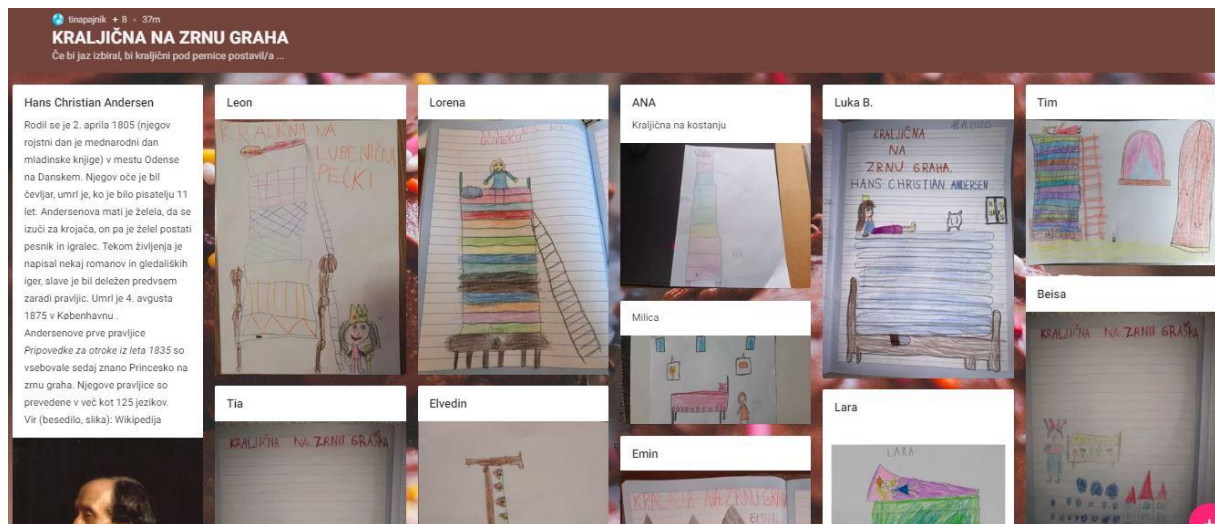 tinapajnik + 8 • 37m
KRALJIČNA NA ZRNU GRAHA
Če bi jaz izbiral, bi kraljični pod pernice postavil/a ...
Hans Christian Andersen
Rodil se je 2. aprila 1805 (njegov
rojstni dan je mednarodni dan
mladinske knjige) v mestu Odense
na Danskem. Njegov oče je bil
čevljar, umrl je, ko je bilo pisatelju 11
let. Andersenova mati je želela, da se
izuči za krojača, on pa je želel postati
pesnik in igralec. Tekom življenja je
napisal nekaj romanov in gledaliških
iger, slave je bil deležen predvsem
zaradi pravljic. Umrl je 4. avgusta
1875 v Københavnu .
Andersenove prve pravljice
Pripovedke za otroke iz leta 1835 so
vsebovale sedaj znano Princesko na
zrnu graha. Njegove pravljice so
prevedene v več kot 125 jezikov.
Vir (besedilo, slika): Wikipedija
Leon
KRALJIČNA NA
LUBENIČNI
PEČKI
Tia
KRALJIČNA NA ZRNU GRAŠKA
Lorena
Elvedin
ANA
Kraljična na kostanju
Milica
Emin
KRALJIČNA NA ZRNU
EMIN
Luka B.
KRALJIČNA
NA
ZRNU GRAHA.
HANS CHRISTIAN ANDERSEN
Lara
LARA
Tim
Beisa
KRALJIČNA NA ZRNU GRAŠKA